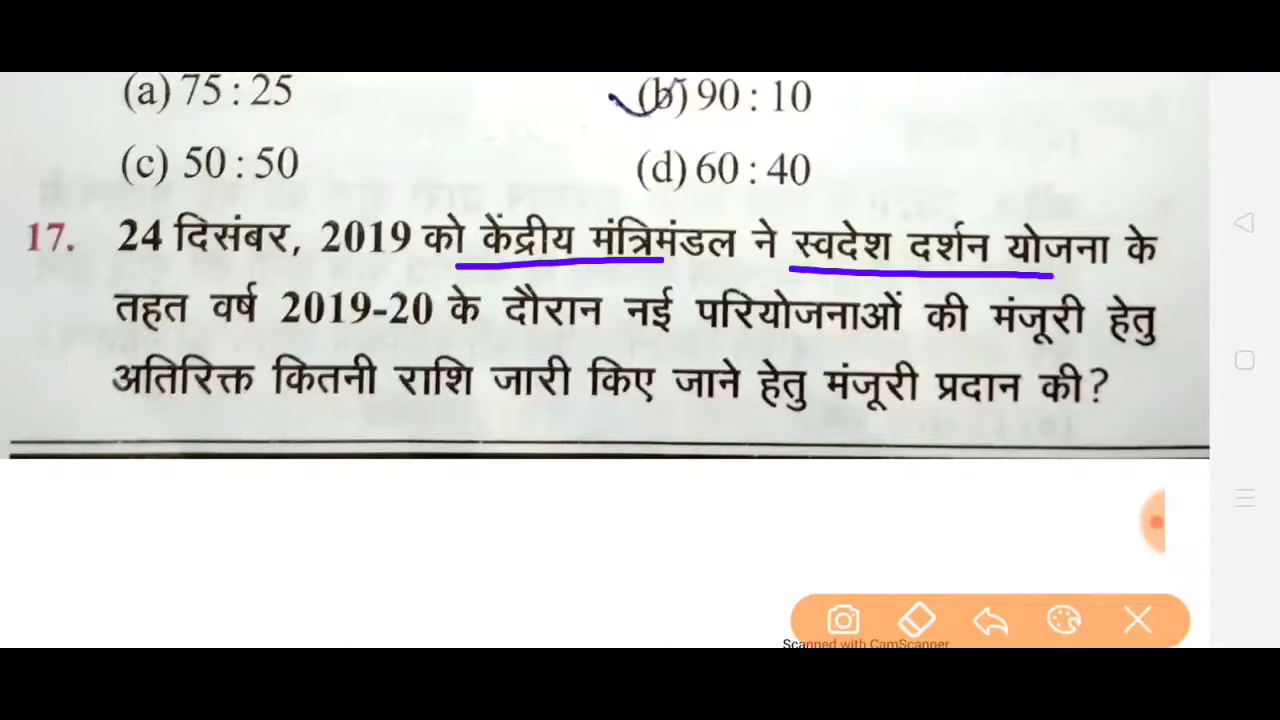 (a) 75 : 25 (b) 90 : 10
(c) 50 : 50 (d) 60 : 40
17. 24 दिसंबर, 2019 को केंद्रीय मंत्रिमंडल ने स्वदेश दर्शन योजना के
तहत वर्ष 2019-20 के दौरान नई परियोजनाओं की मंजूरी हेतु
अतिरिक्त कितनी राशि जारी किए जाने हेतु मंजूरी प्रदान की?
Scanned with CamScanner